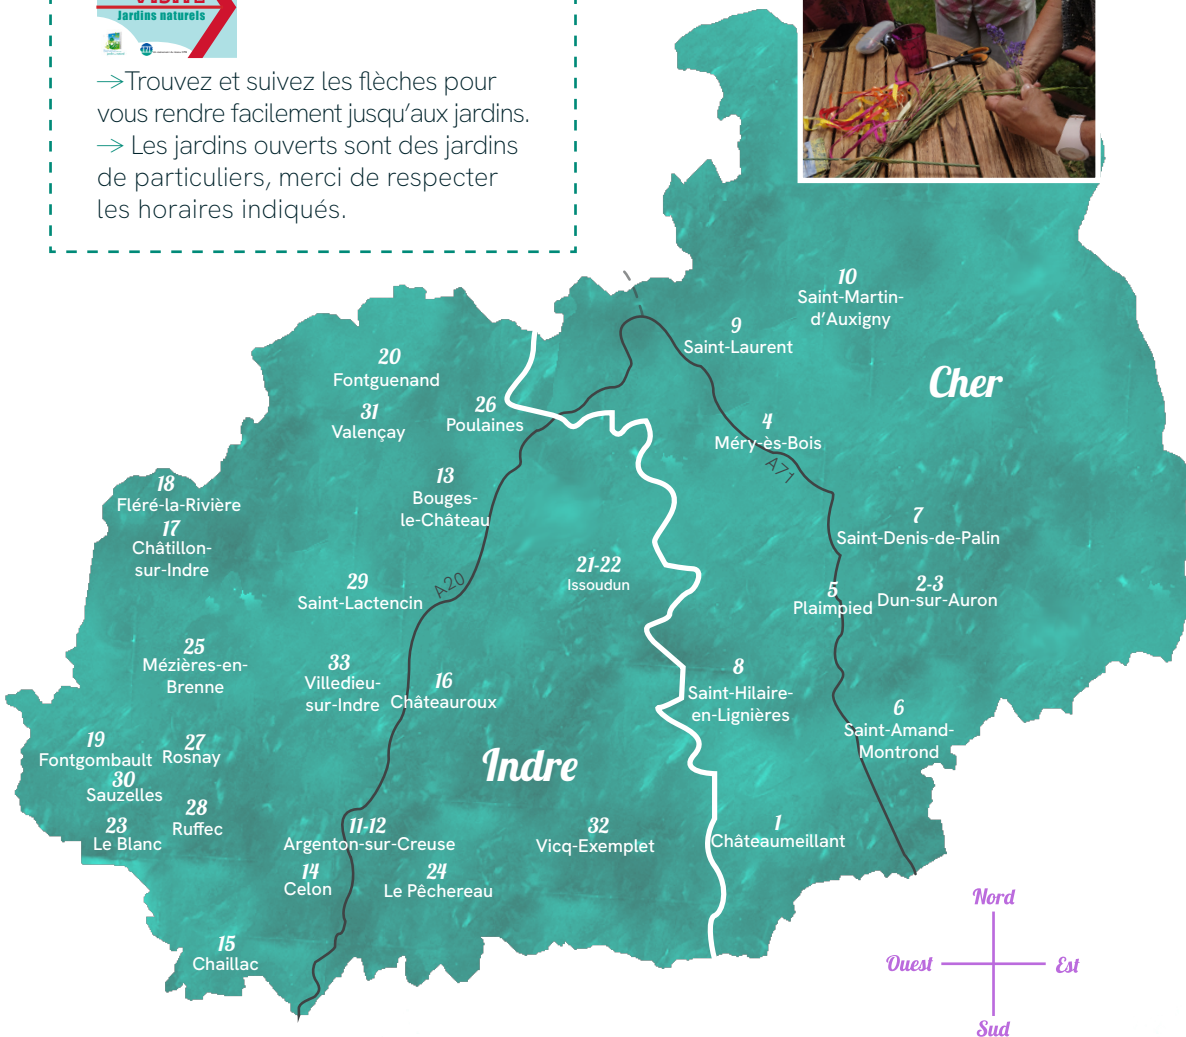 VISITE
Jardins naturels
→Trouvez et suivez les flèches pour
vous rendre facilement jusqu’aux jardins.
→ Les jardins ouverts sont des jardins
de particuliers, merci de respecter
les horaires indiqués.
10
Saint-Martin-
d’Auxigny
9
Saint-Laurent
Cher
20
Fontguenand
31
Valençay
26
Poulaines
4
Méry-ès-Bois
A71
13
Bouges-
le-Château
18
Fléré-la-Rivière
17
Châtillon-
sur-Indre
7
Saint-Denis-de-Palin
21-22
Issoudun
29
Saint-Lactencin
A20
5
Plaimpied
2-3
Dun-sur-Auron
25
Mézières-en-
Brenne
33
Villedieu-
sur-Indre
16
Châteauroux
8
Saint-Hilaire-
en-Lignières
6
Saint-Amand-
Montrond
19
Fontgombault
27
Rosnay
Indre
30
Sauzelles
28
Ruffec
23
Le Blanc
11-12
Argenton-sur-Creuse
32
Vicq-Exemplet
1
Châteaumeillant
14
Celon
24
Le Pêchereau
15
Chaillac
Nord
Ouest
Est
Sud